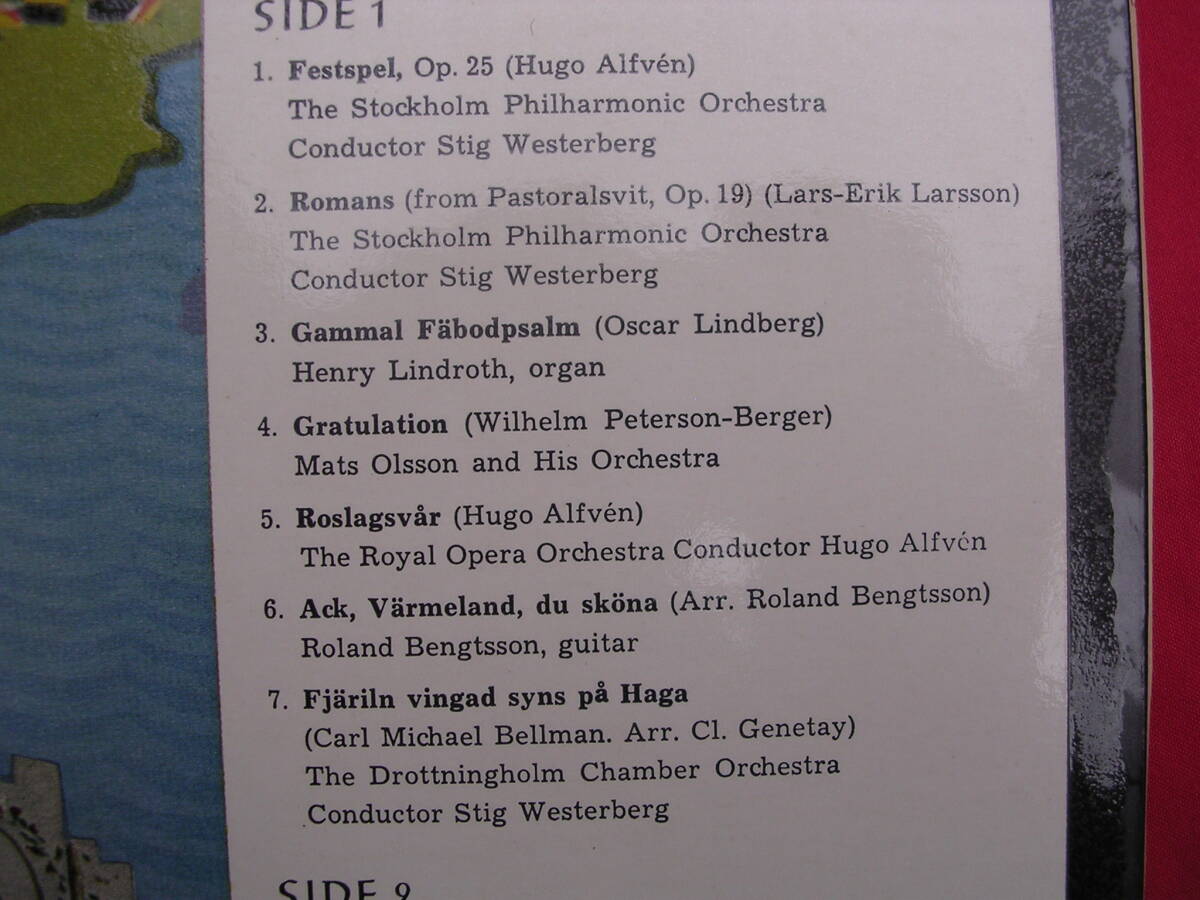 SIDE 1
1. Festspel, Op. 25 (Hugo Alfvén)
The Stockholm Philharmonic Orchestra
Conductor Stig Westerberg
2. Romans (from Pastoralsvit, Op. 19) (Lars-Erik Larsson)
The Stockholm Philharmonic Orchestra
Conductor Stig Westerberg
3. Gammal Fäbodpsalm (Oscar Lindberg)
Henry Lindroth, organ
4. Gratulation (Wilhelm Peterson-Berger)
Mats Olsson and His Orchestra
5. Roslagsvår (Hugo Alfvén)
The Royal Opera Orchestra Conductor Hugo Alfvén
6. Ack, Värmeland, du sköna (Arr. Roland Bengtsson)
Roland Bengtsson, guitar
7. Fjäriln vingad syns på Haga
(Carl Michael Bellman. Arr. Cl. Genetay)
The Drottningholm Chamber Orchestra
Conductor Stig Westerberg
SIDE